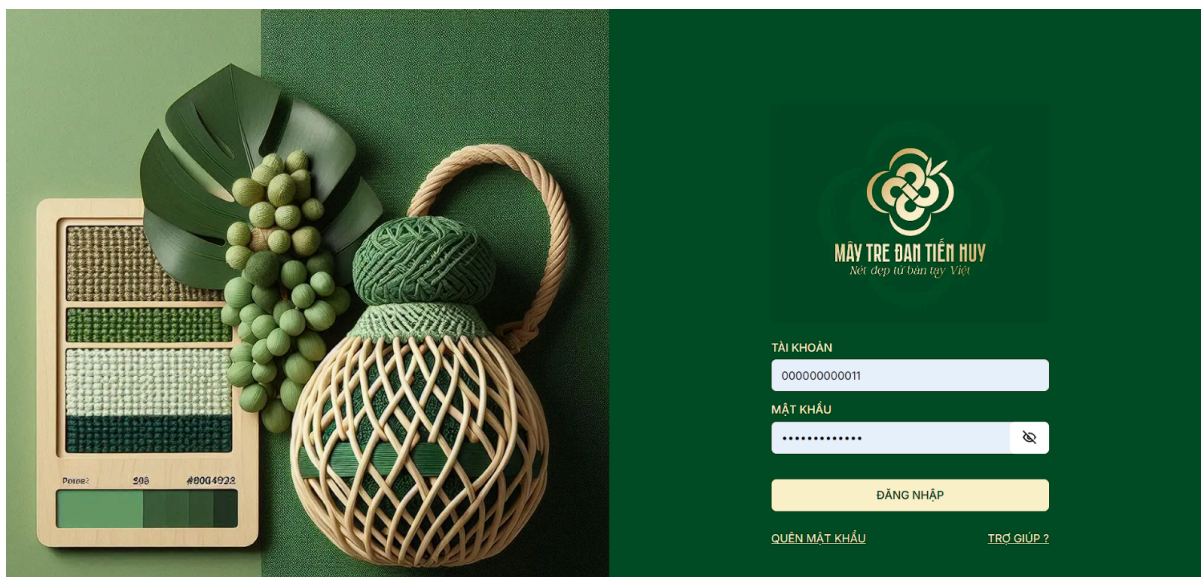 MÂY TRE ĐAN TIẾN HUY
Nét đẹp từ bàn tay Việt
TÀI KHOẢN
000000000011
MẬT KHẨU
•••••••••••••
ĐĂNG NHẬP
QUÊN MẬT KHẨU
TRỢ GIÚP ?